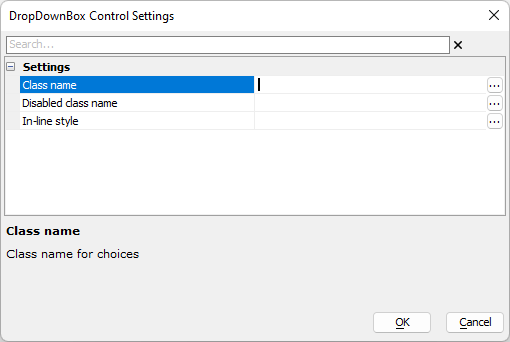 DropDownBox Control Settings
Search...
Settings
Class name
Disabled class name
In-line style
Class name
Class name for choices
OK Cancel